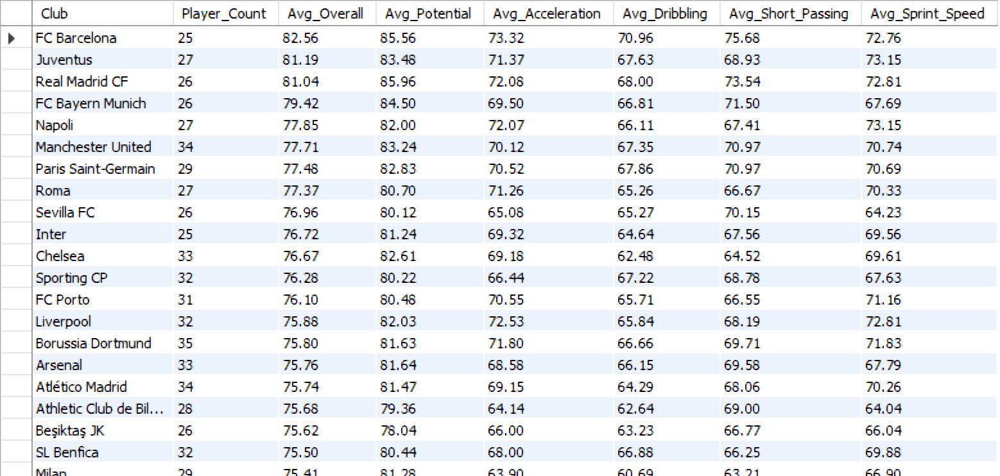 Club Player_Count Avg_Overall Avg_Potential Avg_Acceleration Avg_Dribbling Avg_Short_Passing Avg_Sprint_Speed
FC Barcelona 25 82.56 85.56 73.32 70.96 75.68 72.76
Juventus 27 81.19 83.48 71.37 67.63 68.93 73.15
Real Madrid CF 26 81.04 85.96 72.08 68.00 73.54 72.81
FC Bayern Munich 26 79.42 84.50 69.50 66.81 71.50 67.69
Napoli 27 77.85 82.00 72.07 66.11 67.41 73.15
Manchester United 34 77.71 83.24 70.12 67.35 70.97 70.74
Paris Saint-Germain 29 77.48 82.83 70.52 67.86 70.97 70.69
Roma 27 77.37 80.70 71.26 65.26 66.67 70.33
Sevilla FC 26 76.96 80.12 65.08 65.27 70.15 64.23
Inter 25 76.72 81.24 69.32 64.64 67.56 69.56
Chelsea 33 76.67 82.61 69.18 62.48 64.52 69.61
Sporting CP 32 76.28 80.22 66.44 67.22 68.78 67.63
FC Porto 31 76.10 80.48 70.55 65.71 66.55 71.16
Liverpool 32 75.88 82.03 72.53 65.84 68.19 72.81
Borussia Dortmund 35 75.80 81.63 71.80 66.66 69.71 71.83
Arsenal 33 75.76 81.64 68.58 66.15 69.58 67.79
Atlético Madrid 34 75.74 81.47 69.15 64.29 68.06 70.26
Athletic Club de Bil... 28 75.68 79.36 64.14 62.64 69.00 64.04
Beşiktaş JK 26 75.62 78.04 66.00 63.23 66.77 66.04
SL Benfica 32 75.50 80.44 68.00 66.88 66.25 69.88
Milan 29 75.41 81.28 63.90 60.69 63.21 66.90